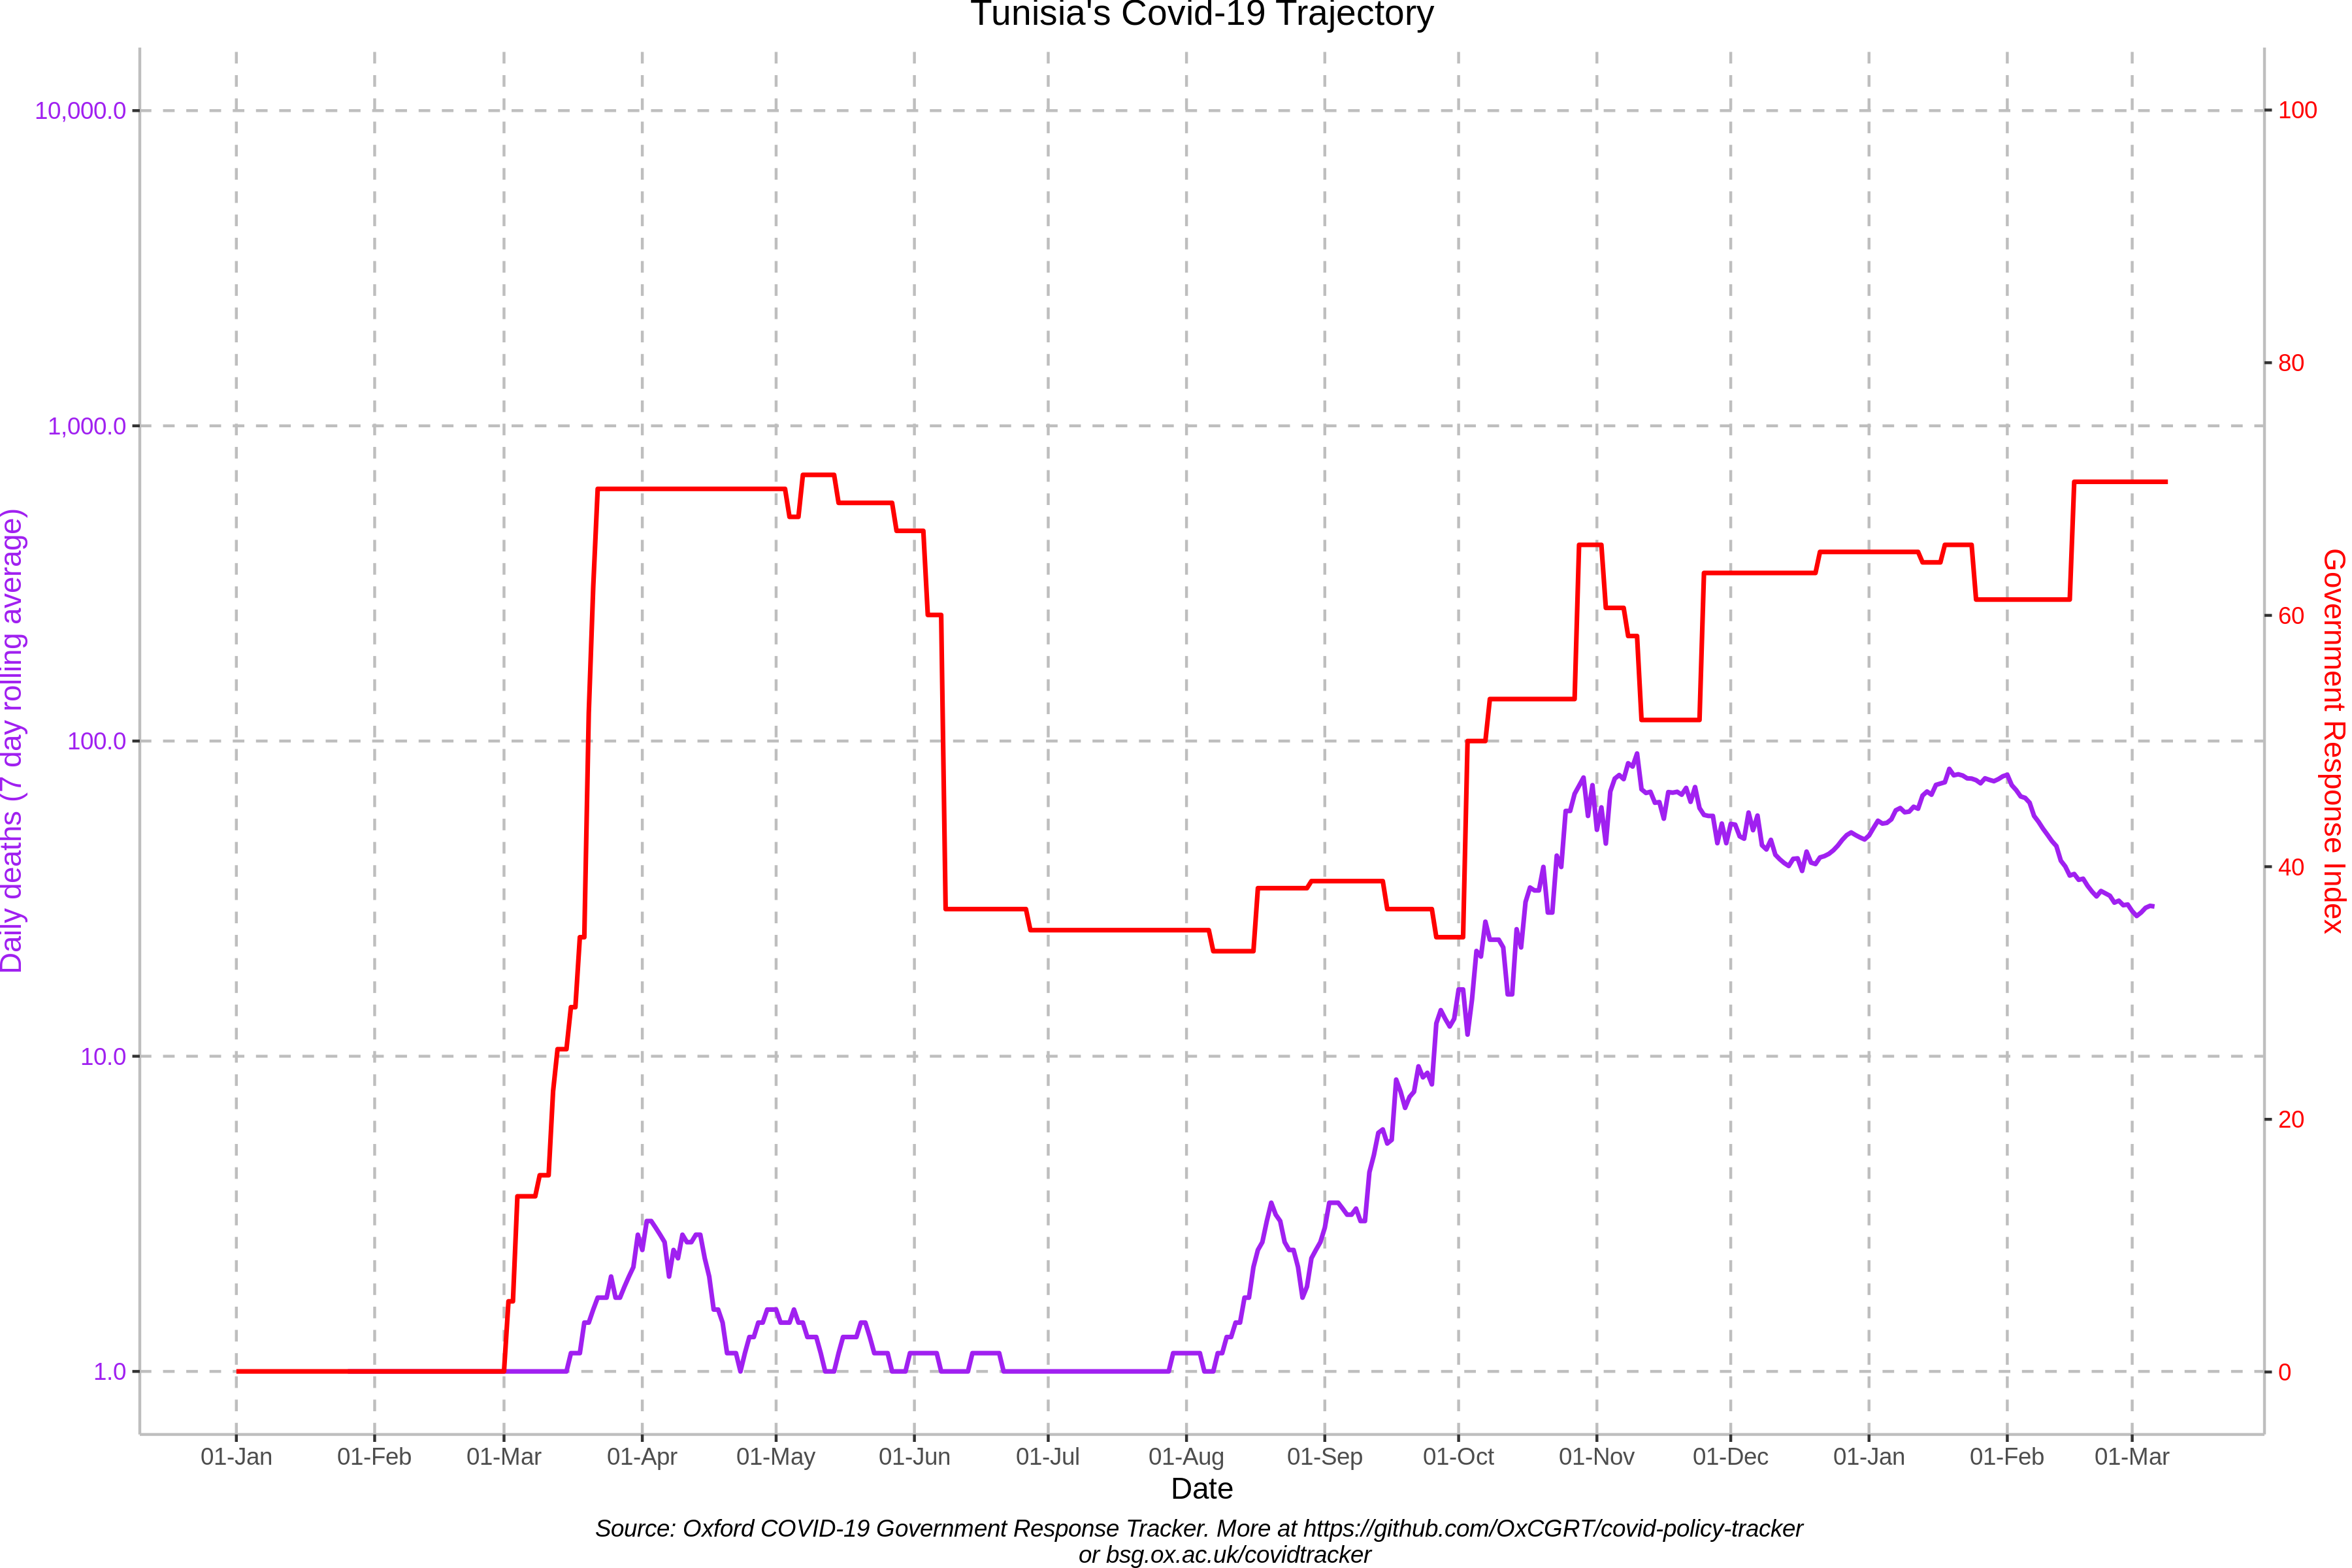 Tunisia's Covid-19 Trajectory
10,000.0
1,000.0
100.0
10.0
1.0
Daily deaths (7 day rolling average)
100
80
60
40
20
0
Government Response Index
01-Jan 01-Feb 01-Mar 01-Apr 01-May 01-Jun 01-Jul 01-Aug 01-Sep 01-Oct 01-Nov 01-Dec 01-Jan 01-Feb 01-Mar
Date
Source: Oxford COVID-19 Government Response Tracker. More at https://github.com/OxCGRT/covid-policy-tracker
or bsg.ox.ac.uk/covidtracker